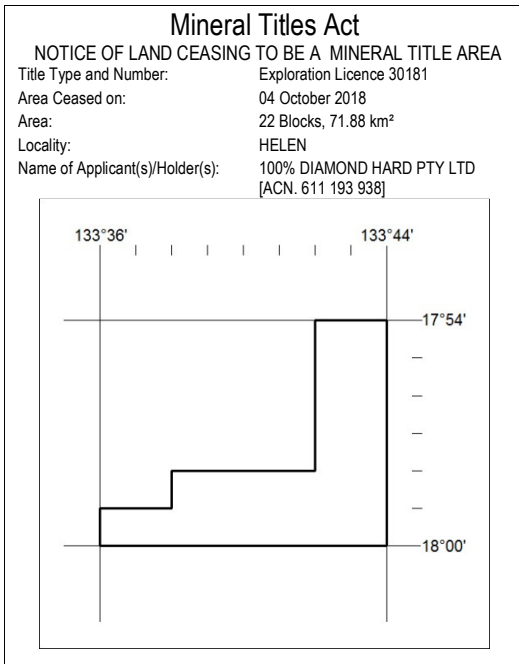 Mineral Titles Act
NOTICE OF LAND CEASING TO BE A MINERAL TITLE AREA
Title Type and Number: Exploration Licence 30181
Area Ceased on: 04 October 2018
Area: 22 Blocks, 71.88 km²
Locality: HELEN
Name of Applicant(s)/Holder(s): 100% DIAMOND HARD PTY LTD
[ACN. 611 193 938]
133°36' 133°44'
17°54'
18°00'